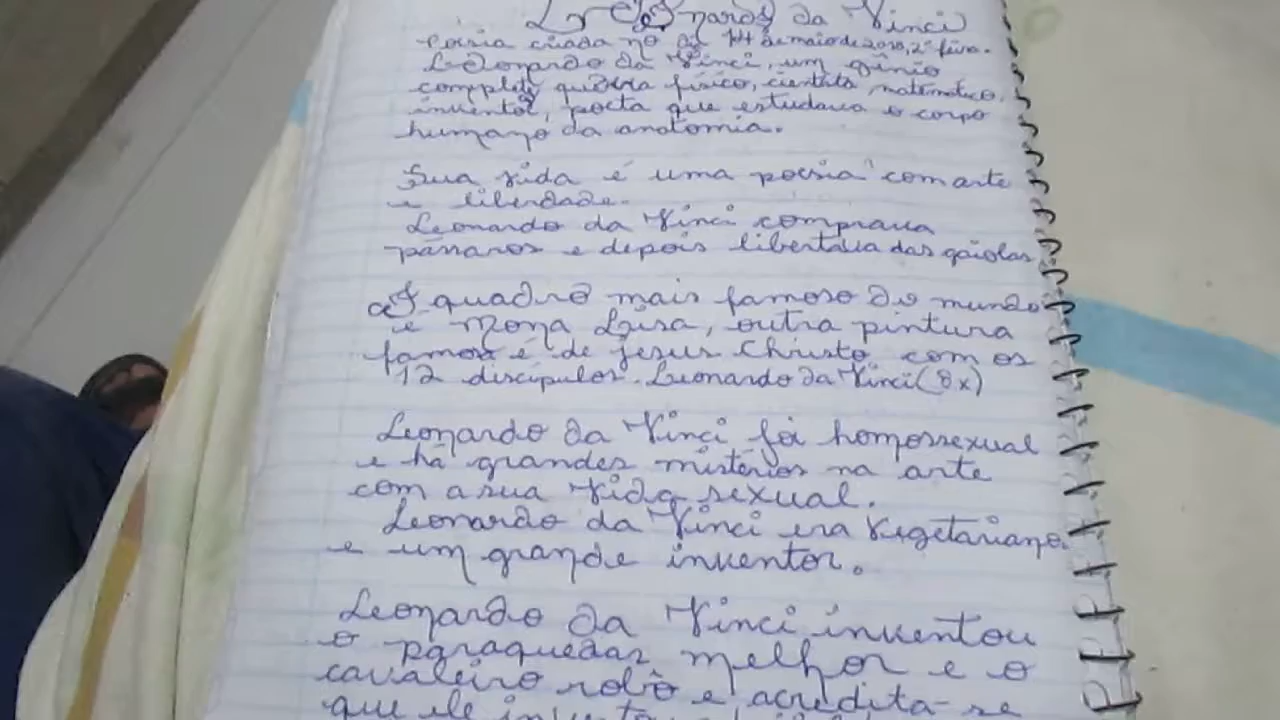 Leonardo da Vinci
Poesia criada no dia 14 de maio de 2018, 2ª feira.
Leonardo da Vinci, um gênio
completo, que era físico, cientista, matemático,
inventor, poeta que estudava o corpo
humano da anatomia.
Sua vida é uma poesia com arte
e liberdade.
Leonardo da Vinci comprava
pássaros e depois libertava das gaiolas.
O quadro mais famoso do mundo
é Mona Lisa, outra pintura
famosa é de Jesus Christo com os
12 discípulos. Leonardo da Vinci (8x)
Leonardo da Vinci foi homossexual
e há grandes mistérios na arte
com a sua vida sexual.
Leonardo da Vinci era vegetariano
e um grande inventor.
Leonardo da Vinci inventou
o paraquedas melhor e o
cavaleiro robô e acredita-se
que ele